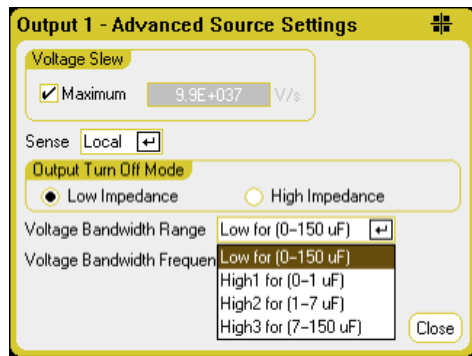 Output 1 - Advanced Source Settings
Voltage Slew
Maximum 9.9E+037 V/s
Sense Local
Output Turn Off Mode
Low Impedance High Impedance
Voltage Bandwidth Range Low for (0-150 uF)
Voltage Bandwidth Frequen Low for (0-150 uF)
High1 for (0-1 uF)
High2 for (1-7 uF)
High3 for (7-150 uF)
Close